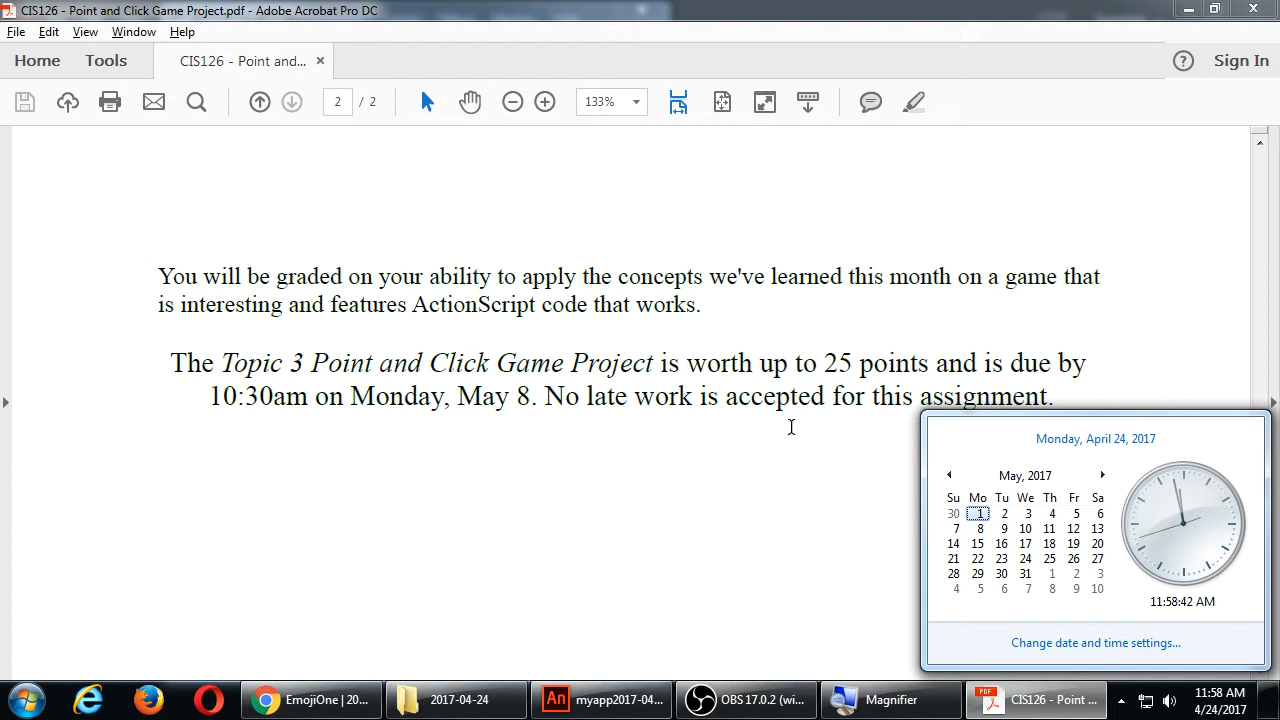 CIS126 - Point and Click Game Project.pdf - Adobe Acrobat Pro DC
File Edit View Window Help
Home Tools CIS126 - Point and... × ? Sign In
2 / 2 133%
You will be graded on your ability to apply the concepts we've learned this month on a game that
is interesting and features ActionScript code that works.
The Topic 3 Point and Click Game Project is worth up to 25 points and is due by
10:30am on Monday, May 8. No late work is accepted for this assignment.
Monday, April 24, 2017
May, 2017
Su Mo Tu We Th Fr Sa
30 1 2 3 4 5 6
7 8 9 10 11 12 13
14 15 16 17 18 19 20
21 22 23 24 25 26 27
28 29 30 31 1 2 3
4 5 6 7 8 9 10
11:58:42 AM
Change date and time settings...
EmojiOne | 20... 2017-04-24 An myapp2017-04... OBS 17.0.2 (wi... Magnifier PDF CIS126 - Point ... 11:58 AM
4/24/2017